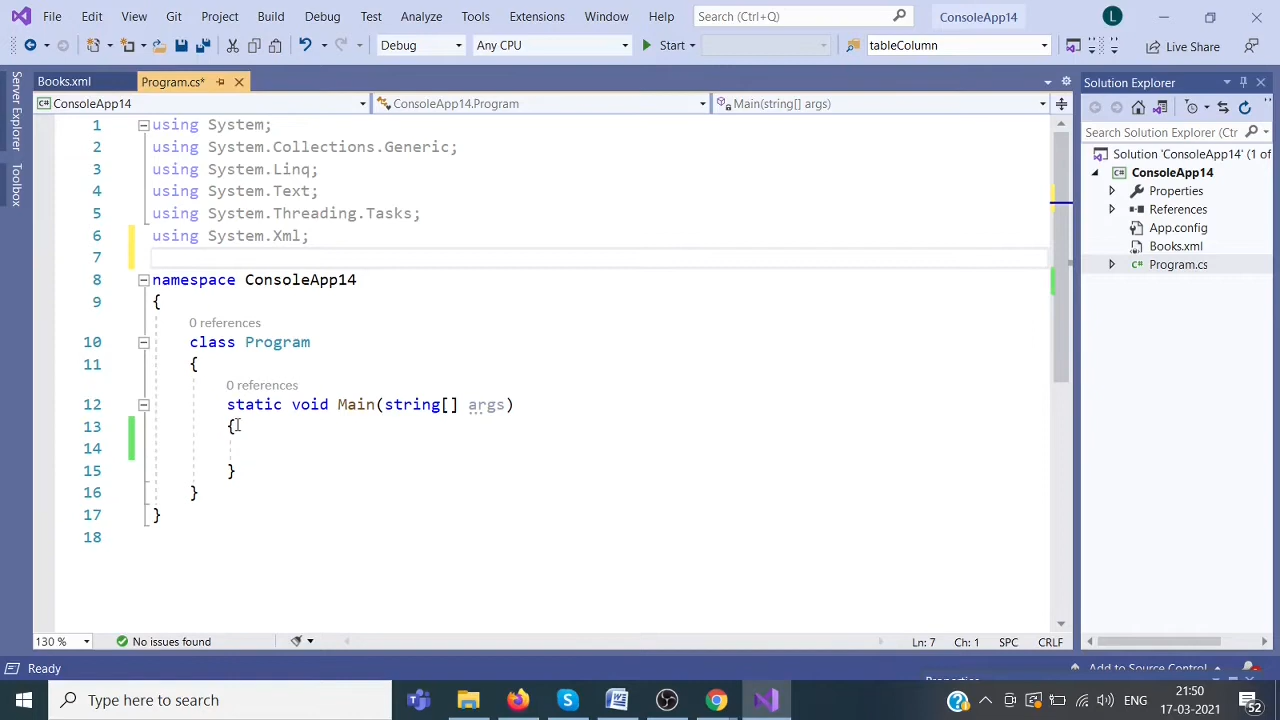 File Edit View Git Project Build Debug Test Analyze Tools Extensions Window Help Search (Ctrl+Q) ConsoleApp14 L
Debug Any CPU Start tableColumn Live Share
Server Explorer
Toolbox
Books.xml Program.cs*
ConsoleApp14 ConsoleApp14.Program Main(string[] args)
1 using System;
2 using System.Collections.Generic;
3 using System.Linq;
4 using System.Text;
5 using System.Threading.Tasks;
6 using System.Xml;
7
8 namespace ConsoleApp14
9 {
0 references
10 class Program
11 {
0 references
12 static void Main(string[] args)
13 {
14
15 }
16 }
17 }
18
130 % No issues found Ln: 7 Ch: 1 SPC CRLF
Solution Explorer
Search Solution Explorer (Ctrl
Solution 'ConsoleApp14' (1 of
ConsoleApp14
Properties
References
App.config
Books.xml
Program.cs
Ready Add to Source Control
Properties
Type here to search
ENG 21:50
17-03-2021
52